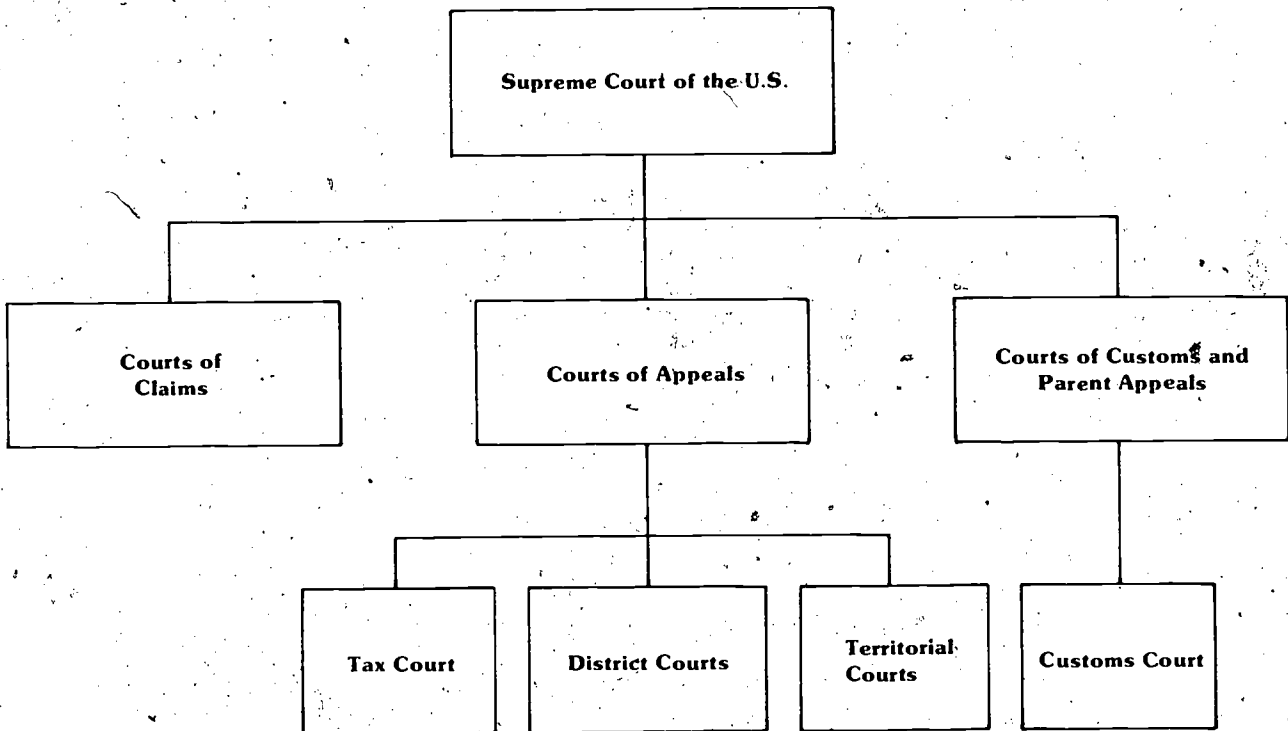 Supreme Court of the U.S.
Courts of
Claims
Courts of Appeals
Courts of Customs and
Parent Appeals
Tax Court
District Courts
Territorial
Courts
Customs Court